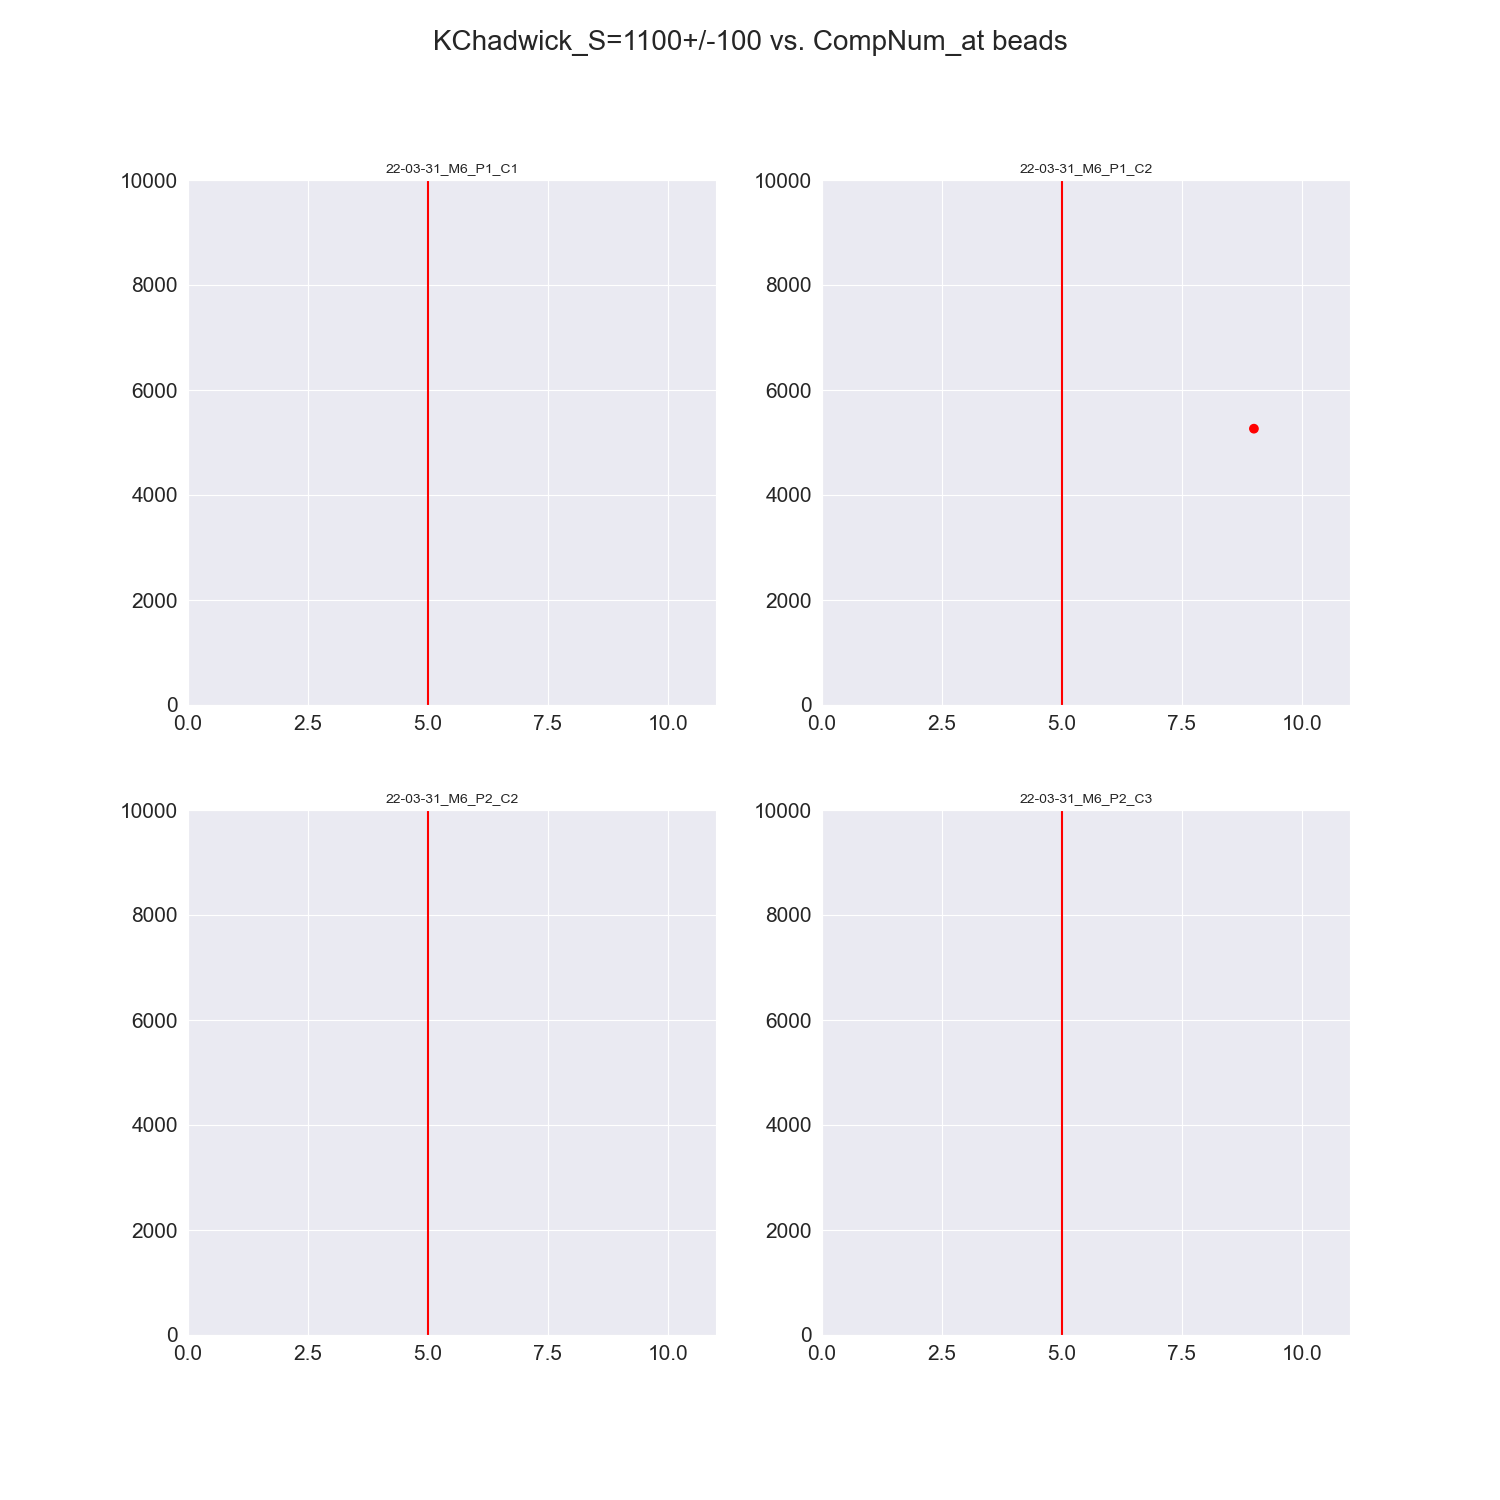 KChadwick_S=1100+/-100 vs. CompNum_at beads
22-03-31_M6_P1_C1
10000
8000
6000
4000
2000
0
0.0 2.5 5.0 7.5 10.0
22-03-31_M6_P1_C2
10000
8000
6000
4000
2000
0
0.0 2.5 5.0 7.5 10.0
22-03-31_M6_P2_C2
10000
8000
6000
4000
2000
0
0.0 2.5 5.0 7.5 10.0
22-03-31_M6_P2_C3
10000
8000
6000
4000
2000
0
0.0 2.5 5.0 7.5 10.0